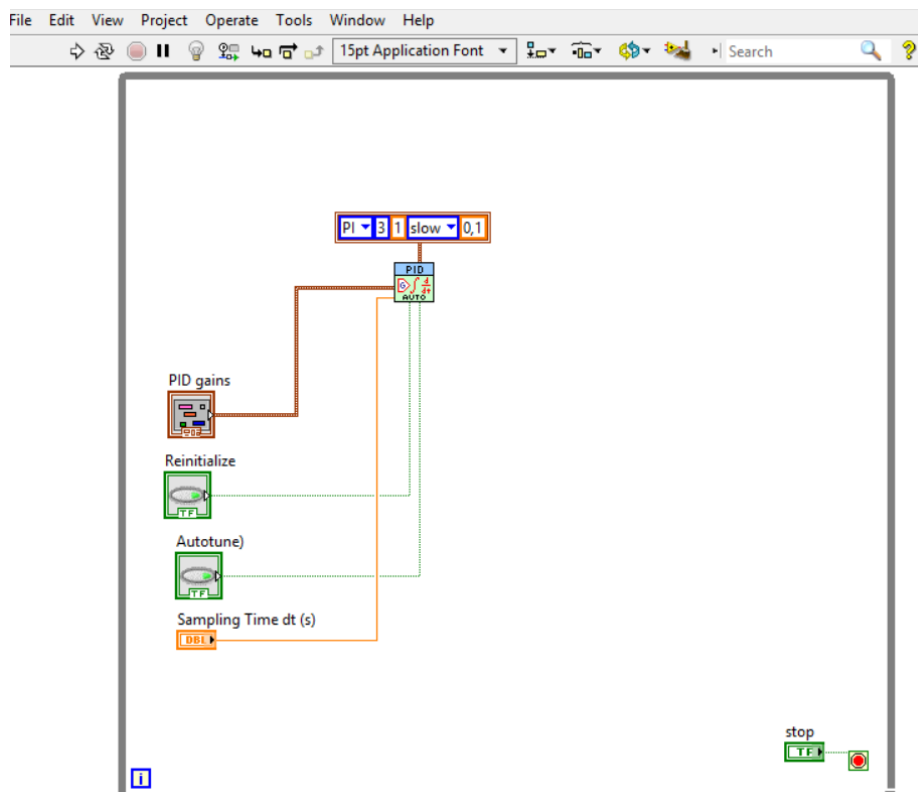 File Edit View Project Operate Tools Window Help
15pt Application Font Search ?
PI 3 1 slow 0,1
PID
AUTO
PID gains
Reinitialize
TF
Autotune)
TF
Sampling Time dt (s)
DBL
stop
TF
i